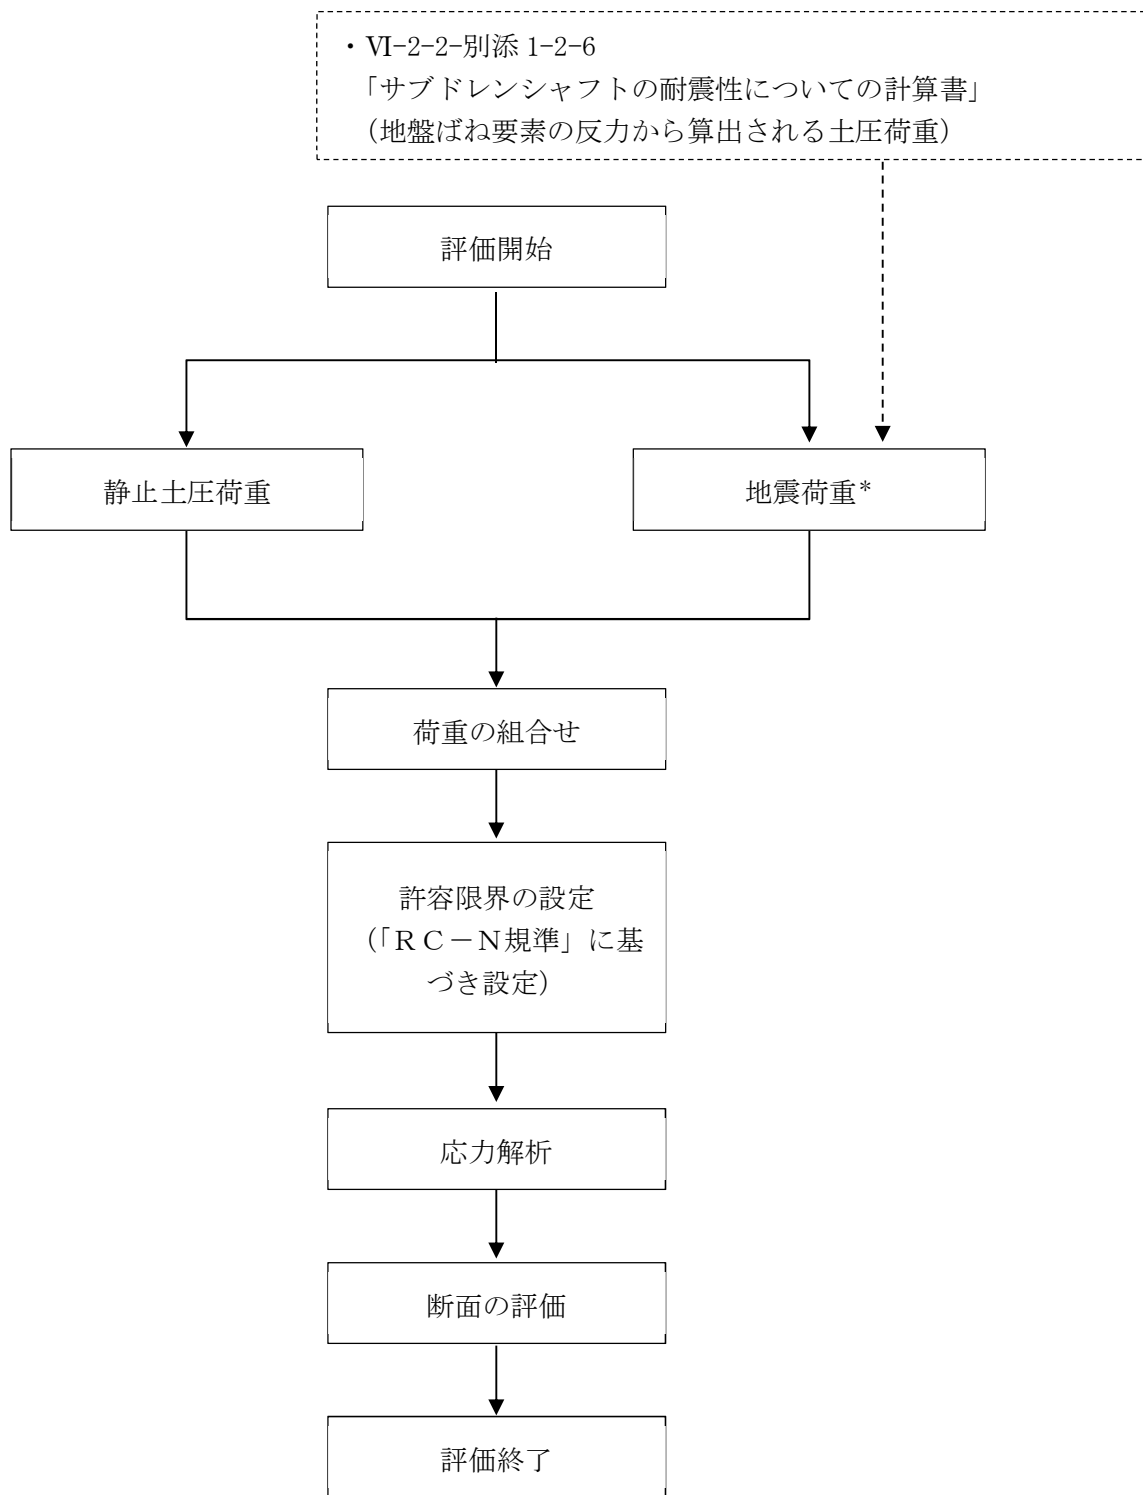 ・Ⅵ-2-2-別添 1-2-6
「サブドレンシャフトの耐震性についての計算書」
（地盤ばね要素の反力から算出される土圧荷重）
評価開始
静止土圧荷重
地震荷重*
荷重の組合せ
許容限界の設定
（「ＲＣ－Ｎ規準」に基
づき設定）
応力解析
断面の評価
評価終了